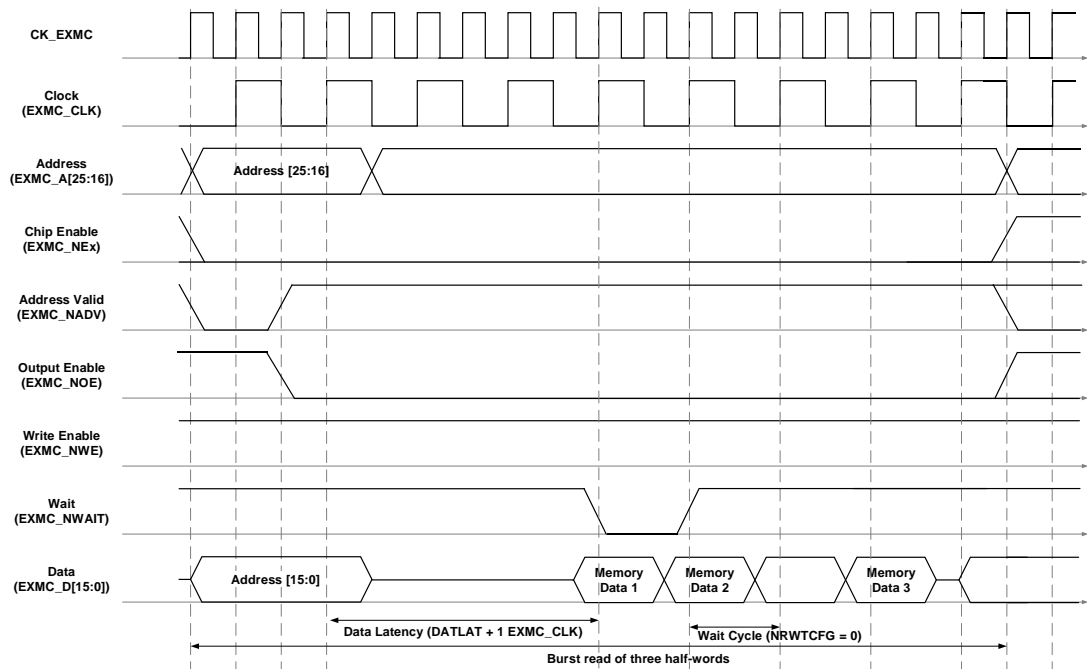 CK_EXMC
Clock
(EXMC_CLK)
Address
(EXMC_A[25:16])
Address [25:16]
Chip Enable
(EXMC_NEx)
Address Valid
(EXMC_NADV)
Output Enable
(EXMC_NOE)
Write Enable
(EXMC_NWE)
Wait
(EXMC_NWAIT)
Data
(EXMC_D[15:0])
Address [15:0]
Memory
Data 1
Memory
Data 2
Memory
Data 3
Data Latency (DATLAT + 1 EXMC_CLK)
Wait Cycle (NRWTCFG = 0)
Burst read of three half-words